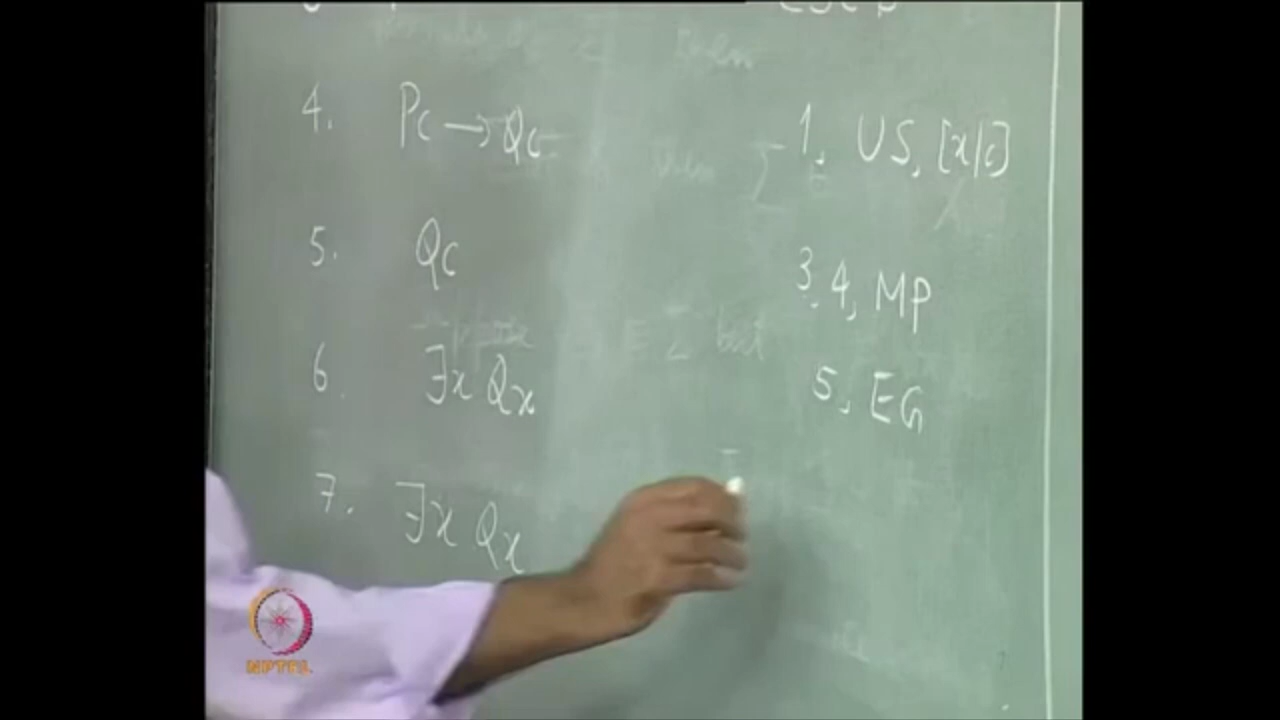 4. Pc → Qc 1, US, [x/c]
5. Qc 3,4, MP
6. ∃x Qx 5, EG
7. ∃x Qx
NPTEL